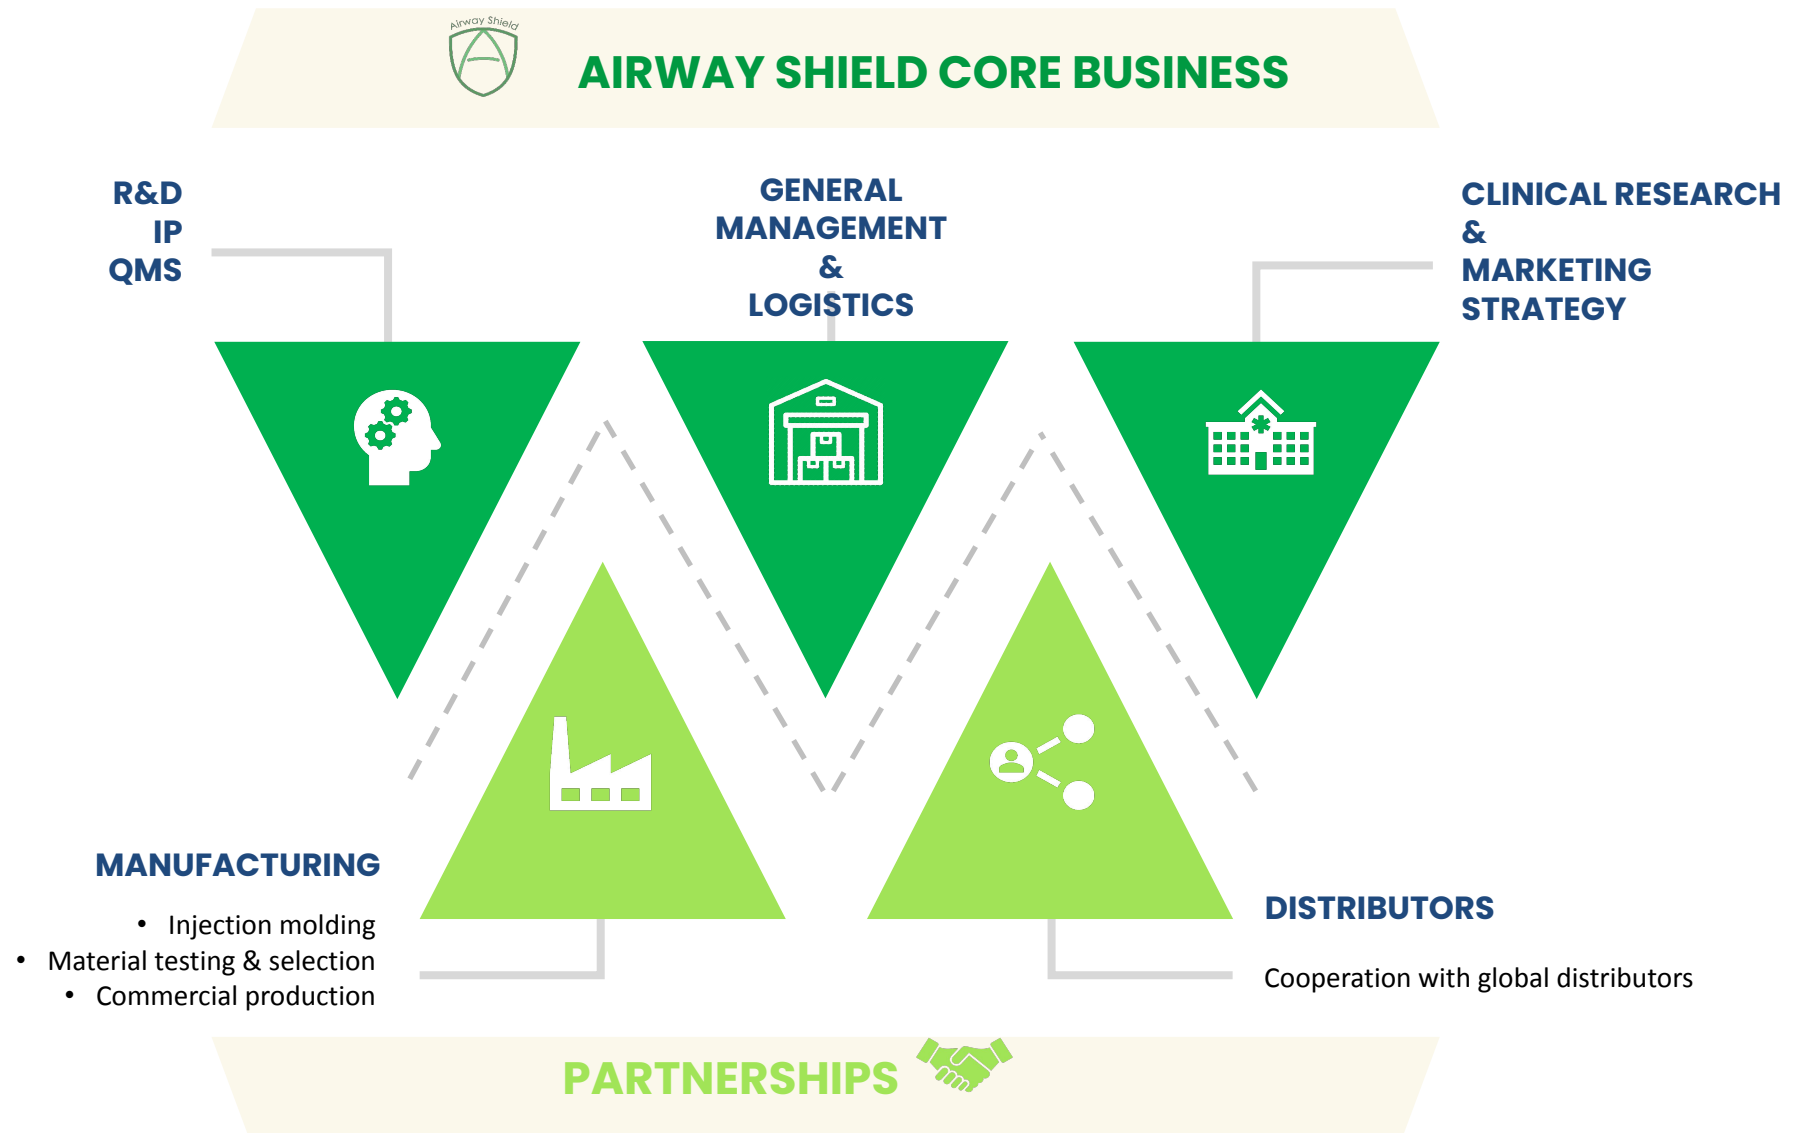 Airway Shield
AIRWAY SHIELD CORE BUSINESS
R&D
IP
QMS
GENERAL
MANAGEMENT
&
LOGISTICS
CLINICAL RESEARCH
&
MARKETING
STRATEGY
MANUFACTURING
• Injection molding
• Material testing & selection
• Commercial production
DISTRIBUTORS
Cooperation with global distributors
PARTNERSHIPS